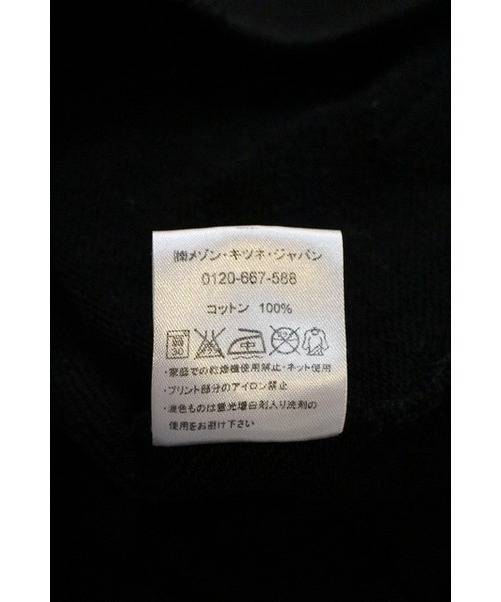 ㈱メゾン・キツネ・ジャパン
0120-667-588
コットン 100%
・家庭での乾燥機使用禁止・ネット使用
・プリント部分のアイロン禁止
・濃色ものは蛍光増白剤入り洗剤の
使用をお避け下さい